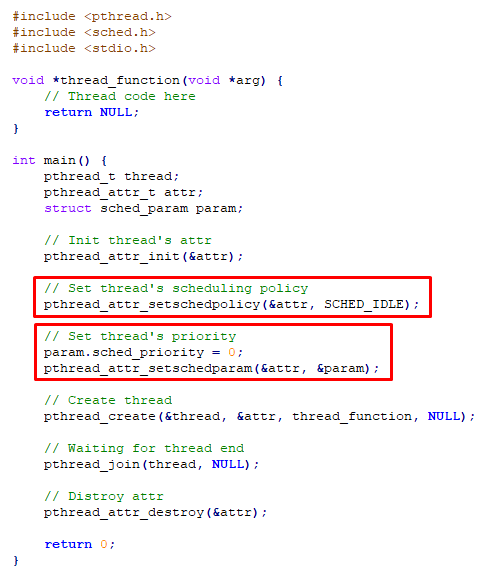 #include <pthread.h>
#include <sched.h>
#include <stdio.h>
void *thread_function(void *arg) {
// Thread code here
return NULL;
}
int main() {
pthread_t thread;
pthread_attr_t attr;
struct sched_param param;
// Init thread's attr
pthread_attr_init(&attr);
// Set thread's scheduling policy
pthread_attr_setschedpolicy(&attr, SCHED_IDLE);
// Set thread's priority
param.sched_priority = 0;
pthread_attr_setschedparam(&attr, &param);
// Create thread
pthread_create(&thread, &attr, thread_function, NULL);
// Waiting for thread end
pthread_join(thread, NULL);
// Distroy attr
pthread_attr_destroy(&attr);
return 0;
}